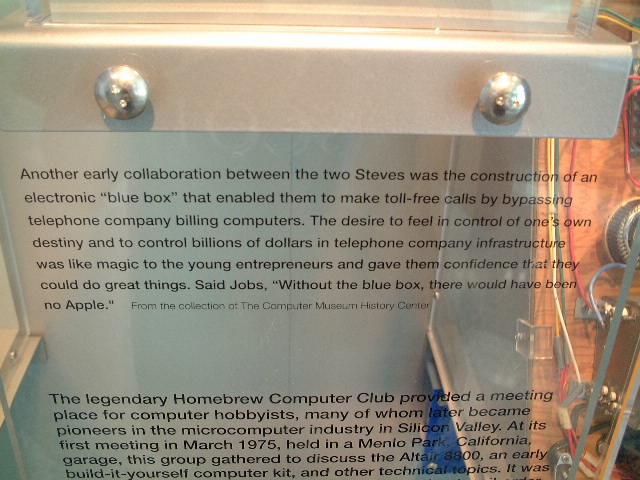 Another early collaboration between the two Steves was the construction of an
electronic “blue box” that enabled them to make toll-free calls by bypassing
telephone company billing computers. The desire to feel in control of one's own
destiny and to control billions of dollars in telephone company infrastructure
was like magic to the young entrepreneurs and gave them confidence that they
could do great things. Said Jobs, “Without the blue box, there would have been
no Apple." From the collection of The Computer Museum History Center
The legendary Homebrew Computer Club provided a meeting
place for computer hobbyists, many of whom later became
pioneers in the microcomputer industry in Silicon Valley. At its
first meeting in March 1975, held in a Menlo Park, California,
garage, this group gathered to discuss the Altair 8800, an early
build-it-yourself computer kit, and other technical topics. It was